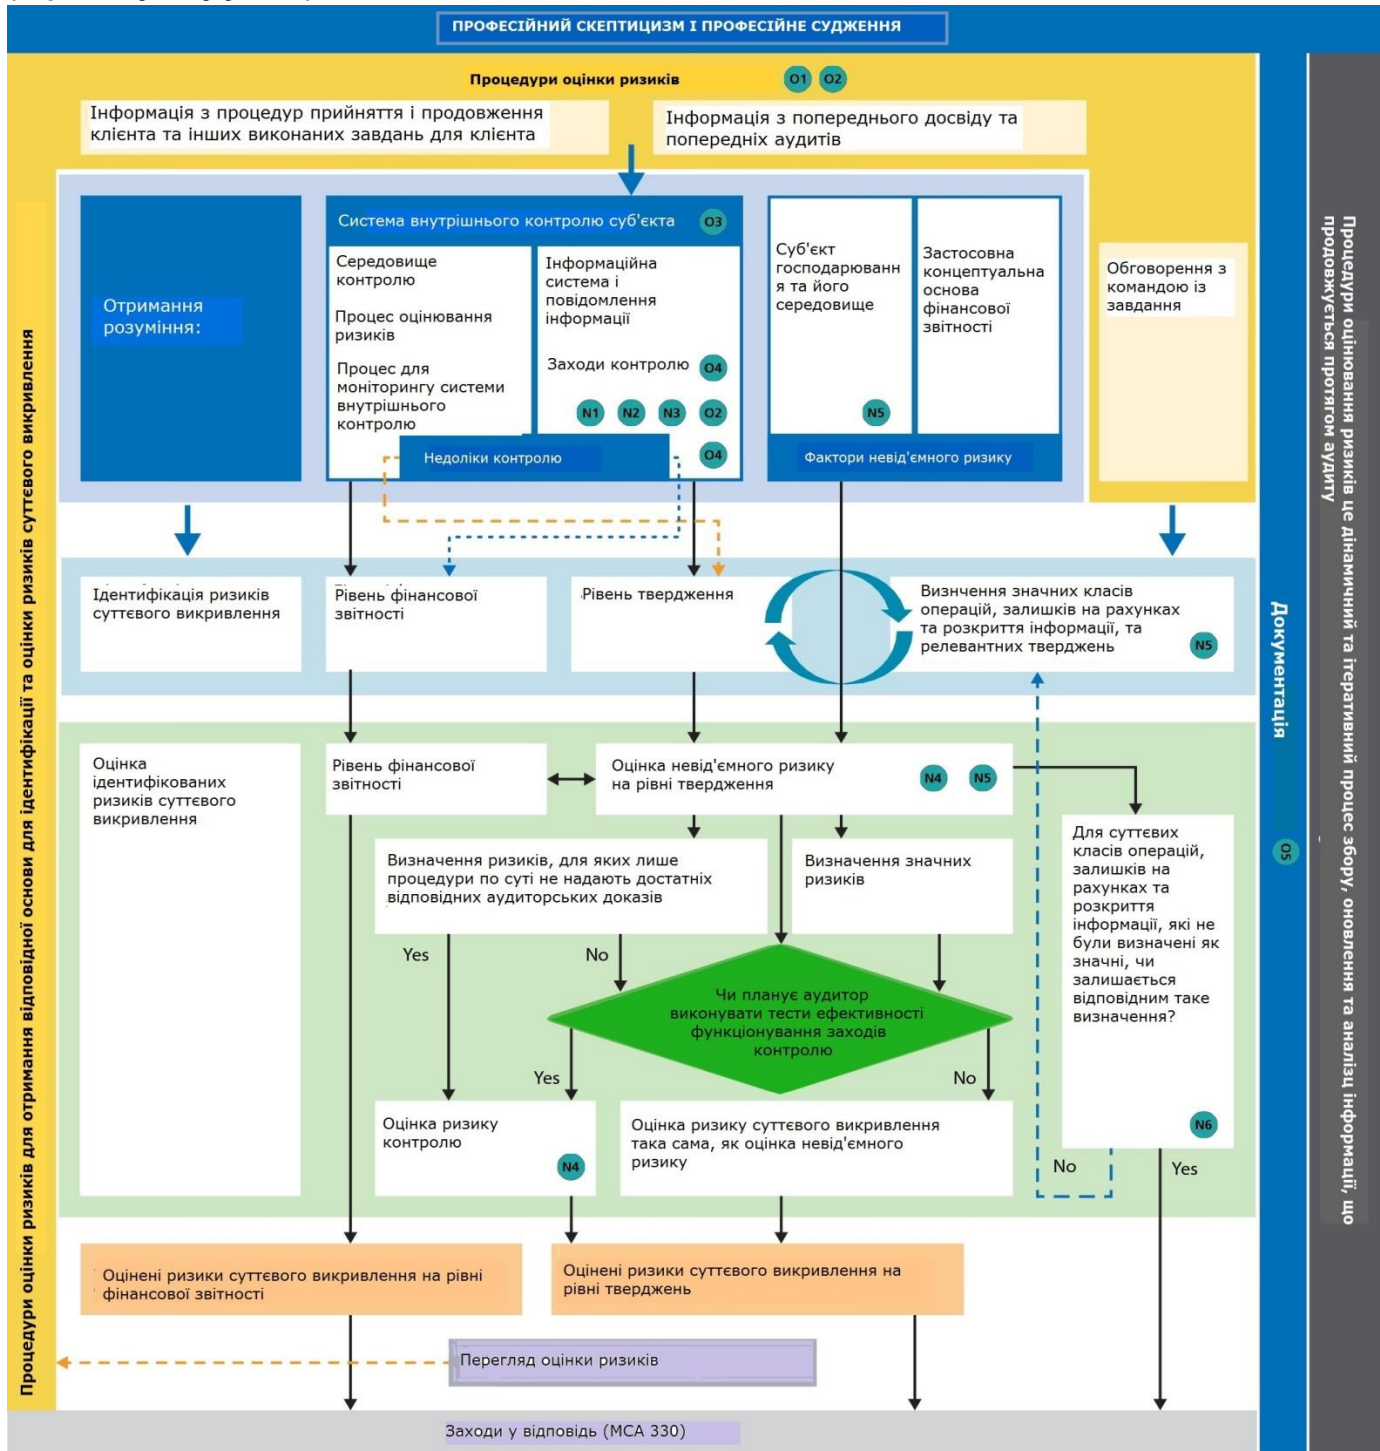 ПРОФЕСІЙНИЙ СКЕПТИЦИЗМ І ПРОФЕСІЙНЕ СУДЖЕННЯ
Процедури оцінки ризиків
O1
O2
Інформація з процедур прийняття і продовження
клієнта та інших виконаних завдань для клієнта
Інформація з попереднього досвіду та
попередніх аудитів
Отримання
розуміння:
Система внутрішнього контролю суб'єкта
O3
Середовище
контролю
Процес оцінювання
ризиків
Процес для
моніторингу системи
внутрішнього
контролю
Інформаційна
система і
повідомлення
інформації
Заходи контролю
O4
N1
N2
N3
O2
O4
Недоліки контролю
Суб'єкт
господарюванн
я та його
середовище
N5
Застосовна
концептуальна
основа
фінансової
звітності
Фактори невід'ємного ризику
Обговорення з
командою із
завдання
Ідентифікація ризиків
суттєвого викривлення
Рівень фінансової
звітності
Рівень твердження
Визнчення значних класів
операцій, залишків на рахунках
та розкриття інформації, та
релевантних тверджень
N5
Оцінка
ідентифікованих
ризиків суттєвого
викривлення
Рівень фінансової
звітності
Оцінка невід'ємного ризику
на рівні твердження
N4
N5
Визначення ризиків, для яких лише
процедури по суті не надають достатніх
відповідних аудиторських доказів
Визначення значних
ризиків
Для суттєвих
класів операцій,
залишків на
рахунках та
розкриття
інформації, які не
були визначені як
значні, чи
залишається
відповідним таке
визначення?
N6
Yes
No
Чи планує аудитор
виконувати тести ефективності
функціонування заходів
контролю
Yes
No
Оцінка ризику
контролю
N4
Оцінка ризику суттєвого викривлення
така сама, як оцінка невід'ємного
ризику
No
Yes
Оцінені ризики суттєвого викривлення на рівні
фінансової звітності
Оцінені ризики суттєвого викривлення на
рівні тверджень
Перегляд оцінки ризиків
Заходи у відповідь (МСА 330)
Процедури оцінки ризиків для отримання відповідної основи для ідентифікації та оцінки ризиків суттєвого викривлення
Документація
O5
Процедури оцінювання ризиків це дінамичний та ітеративний процес збору, оновлення та аналізц інформації, що
продовжується протягом аудиту